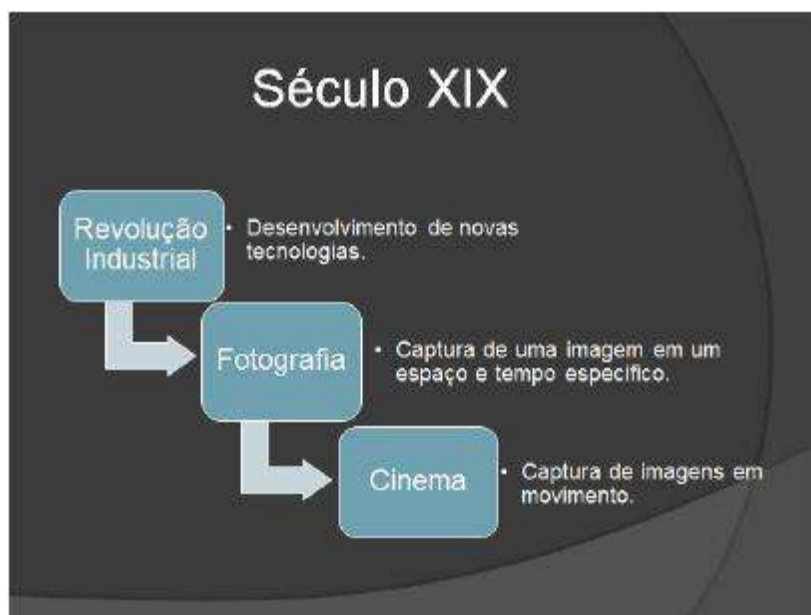 Século XIX
Revolução
Industrial
• Desenvolvimento de novas
tecnologias.
Fotografia
• Captura de uma imagem em um
espaço e tempo específico.
Cinema
• Captura de imagens em
movimento.